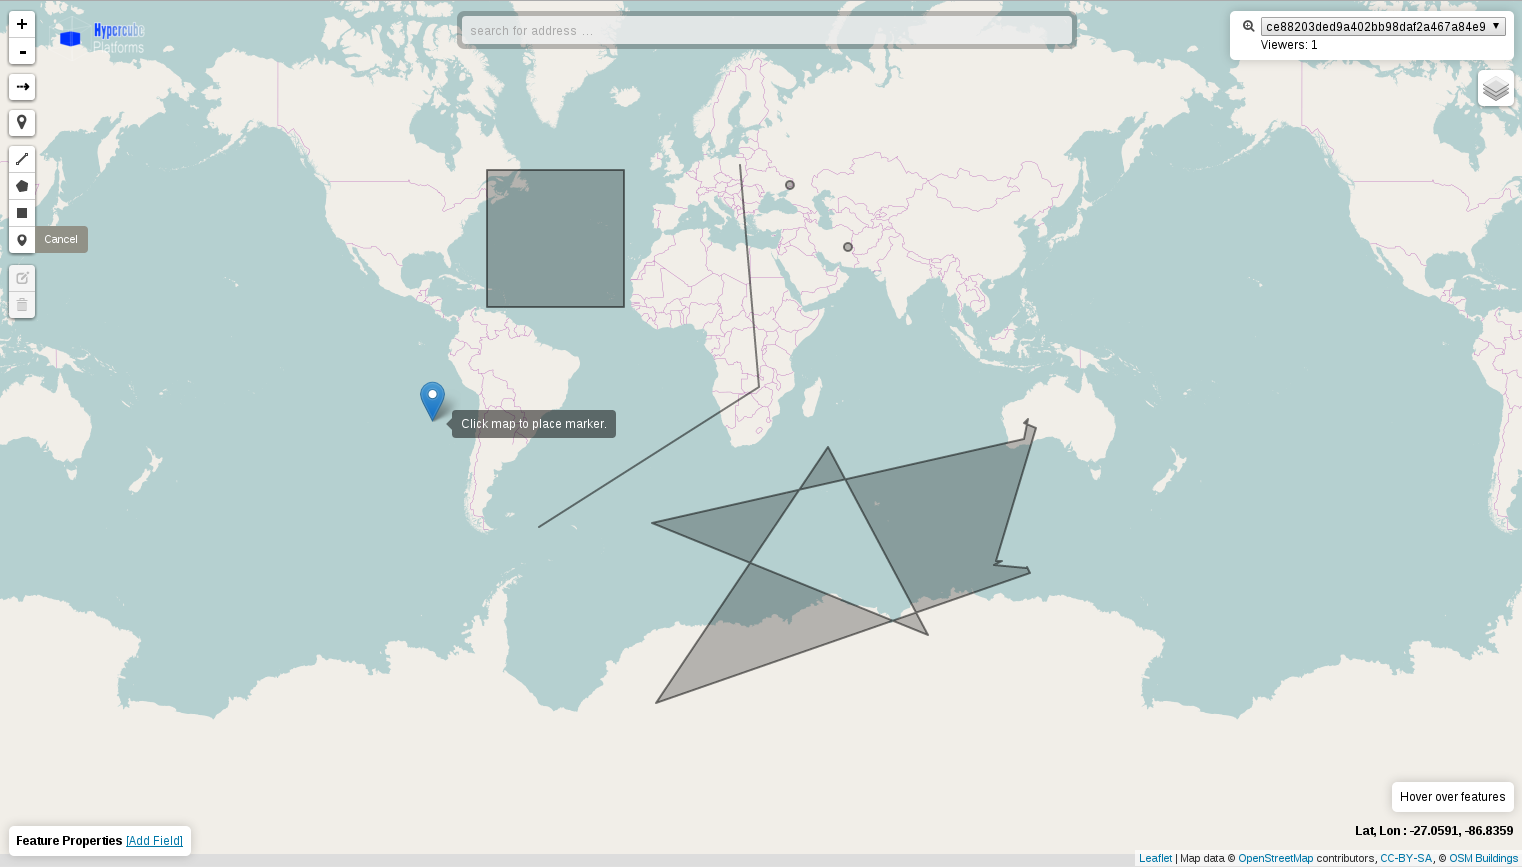 +
Hypercube
Platforms
search for address ...
ce88203ded9a402bb98daf2a467a84e9
Viewers: 1
-
Cancel
Click map to place marker.
Hover over features
Lat, Lon : -27.0591, -86.8359
Feature Properties [Add Field]
Leaflet | Map data © OpenStreetMap contributors, CC-BY-SA, © OSM Buildings